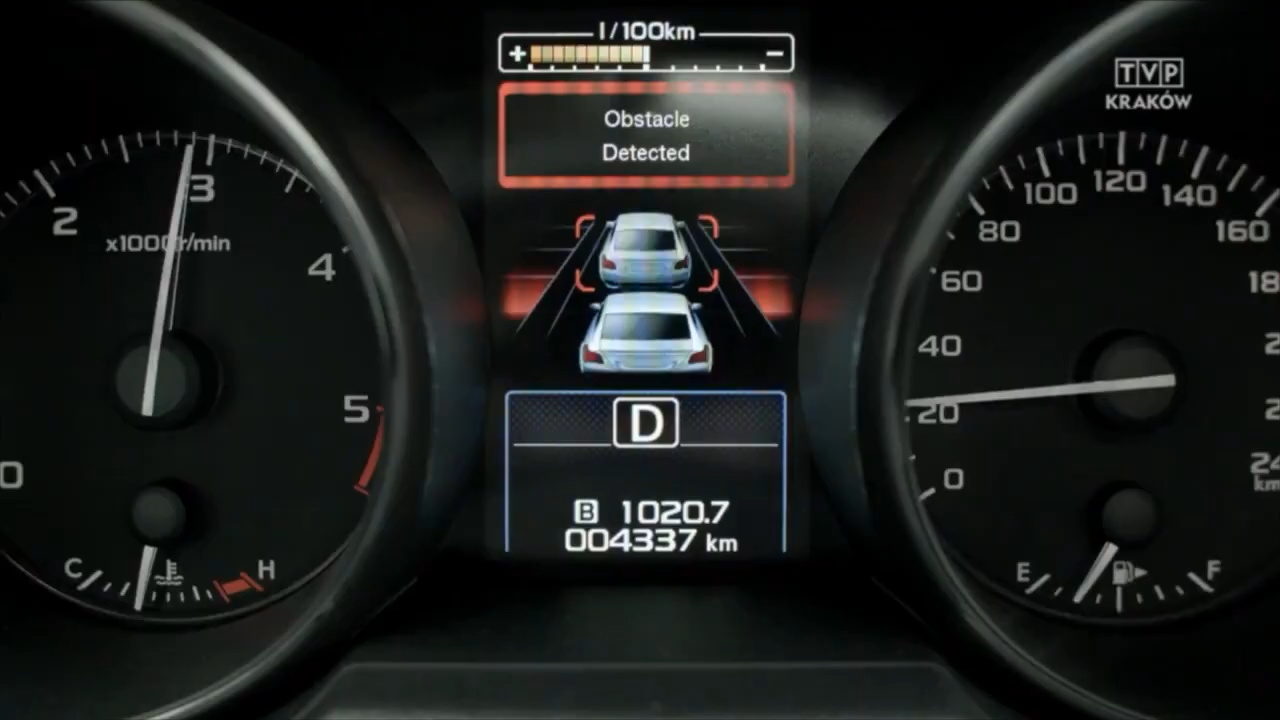 l/100km
+ −
Obstacle
Detected
TVP
KRAKÓW
2
3
4
5
0
x1000r/min
C
H
D
B 1020.7
004337 km
0
20
40
60
80
100
120
140
160
E
F